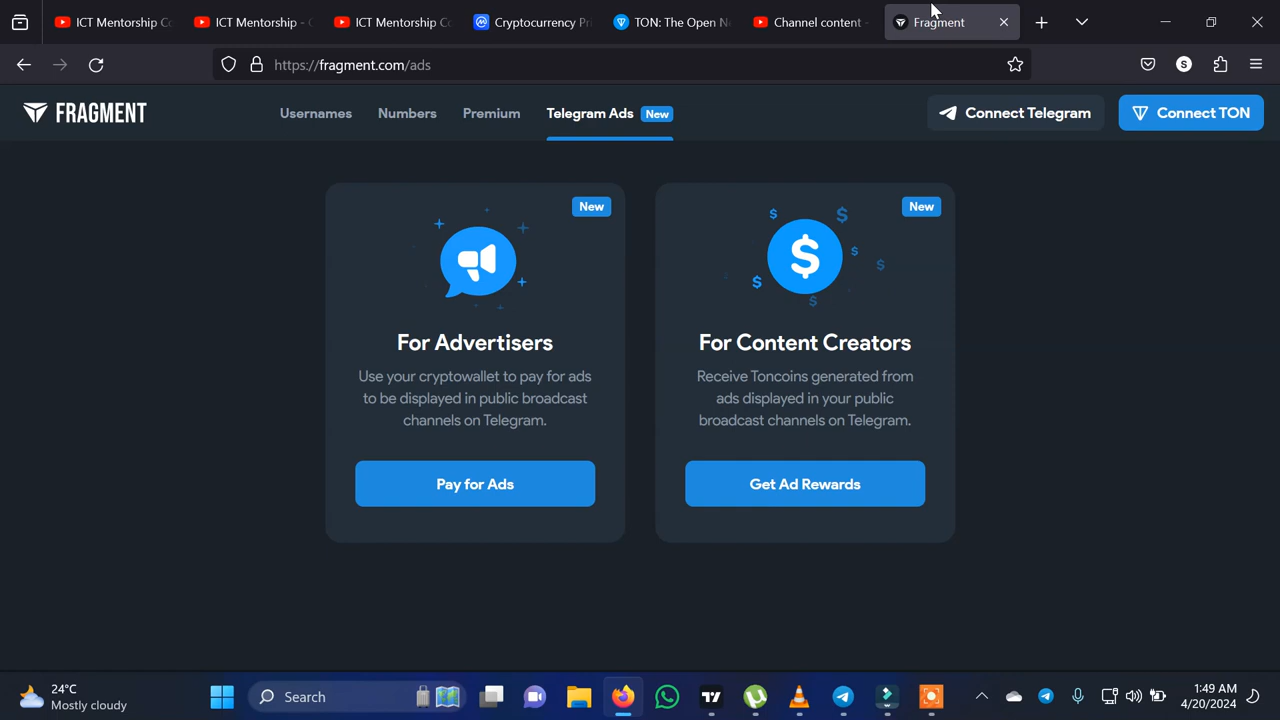 ICT Mentorship Co
ICT Mentorship - (
ICT Mentorship Co
Cryptocurrency Pri
TON: The Open Ne
Channel content -
Fragment
https://fragment.com/ads
S
FRAGMENT
Usernames
Numbers
Premium
Telegram Ads New
Connect Telegram
Connect TON
New
For Advertisers
Use your cryptowallet to pay for ads
to be displayed in public broadcast
channels on Telegram.
Pay for Ads
New
For Content Creators
Receive Toncoins generated from
ads displayed in your public
broadcast channels on Telegram.
Get Ad Rewards
24°C
Mostly cloudy
Search
1:49 AM
4/20/2024